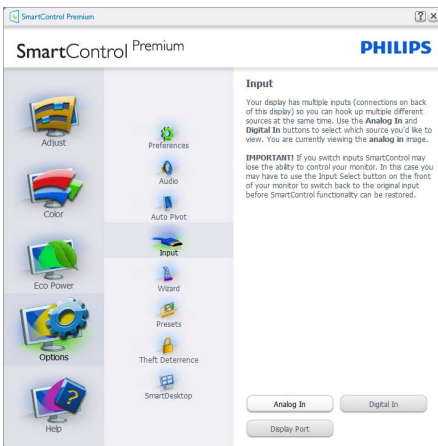 SmartControl Premium
SmartControl Premium
PHILIPS
Adjust
Color
Eco Power
Options
Help
Preferences
Audio
Auto Pivot
Input
Wizard
Presets
Theft Deterrence
SmartDesktop
Input
Your display has multiple inputs (connections on back
of this display) so you can hook up multiple different
sources at the same time. Use the Analog In and
Digital In buttons to select which source you'd like to
view. You are currently viewing the analog in image.
IMPORTANT! If you switch inputs SmartControl may
lose the ability to control your monitor. In this case you
may have to use the Input Select button on the front
of your monitor to switch back to the original input
before SmartControl functionality can be restored.
Analog In
Digital In
Display Port